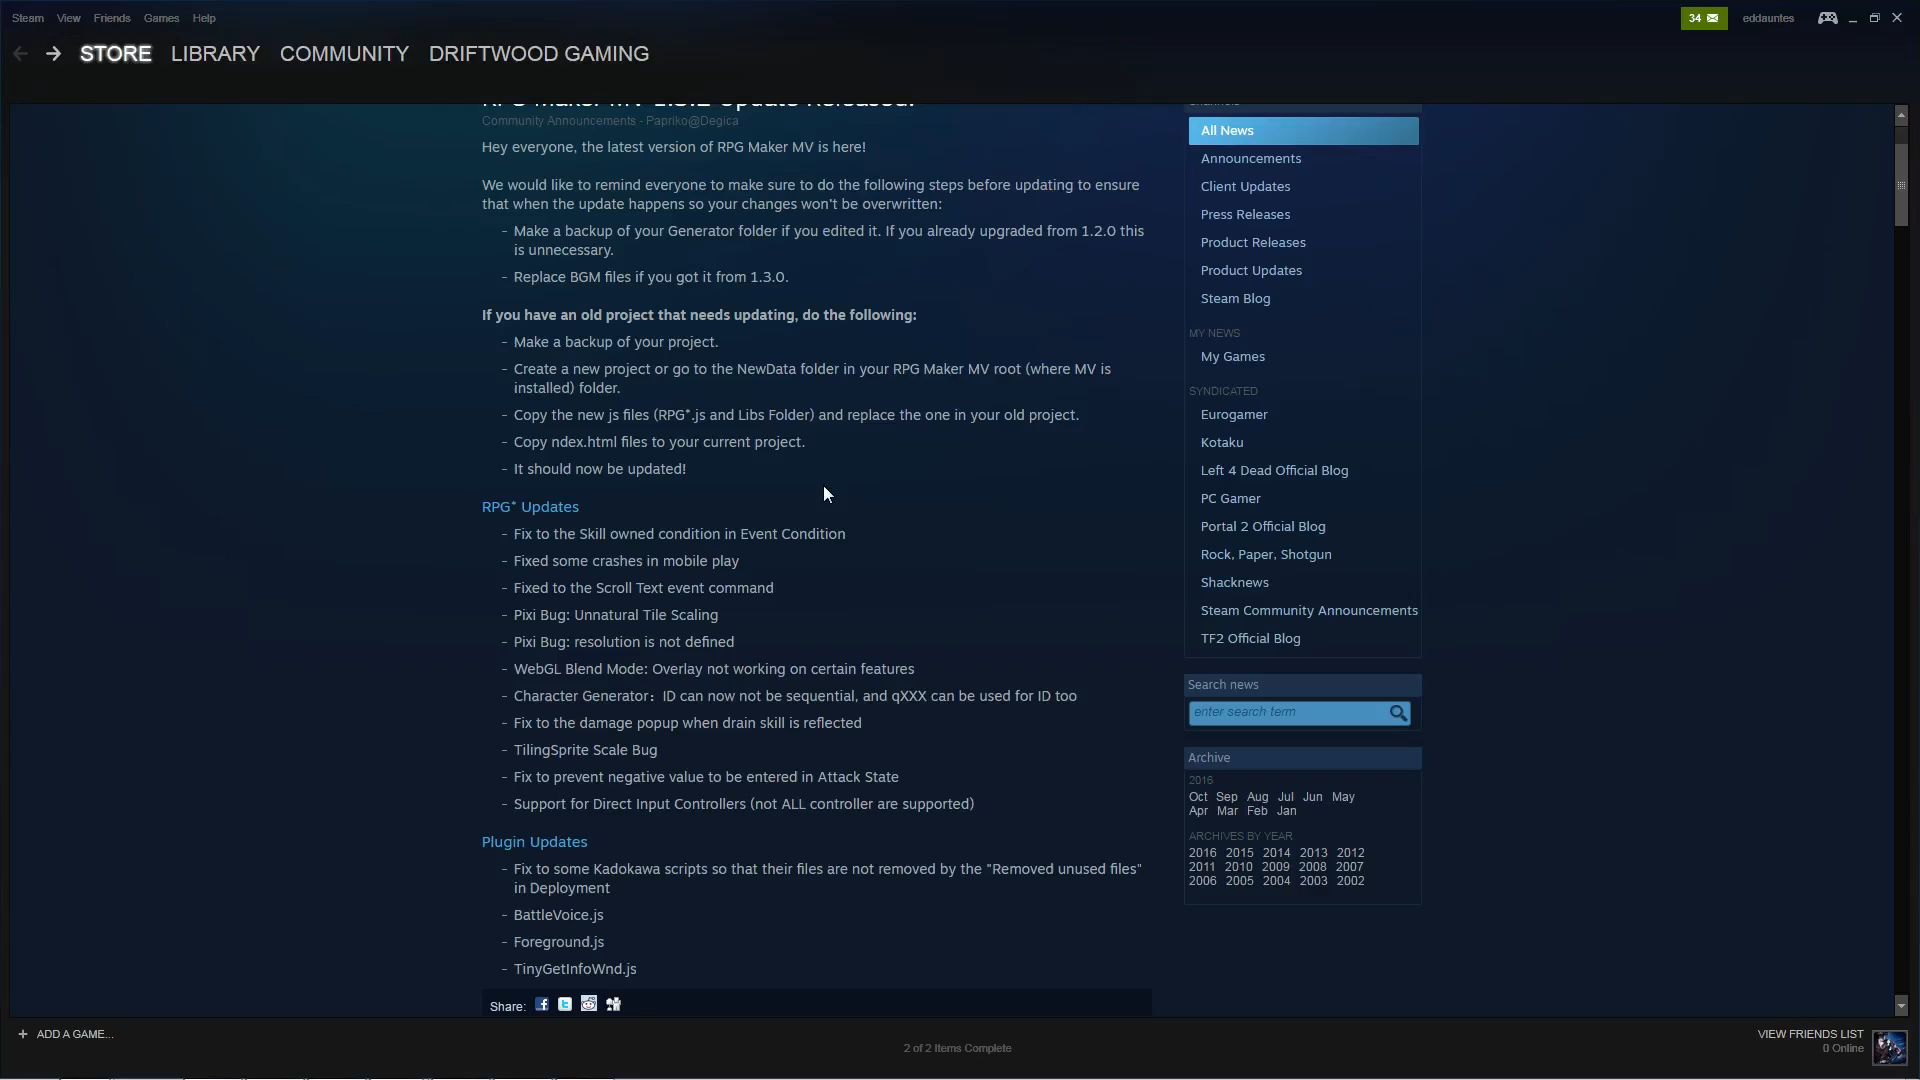 Steam View Friends Games Help
34
eddauntes
STORE LIBRARY COMMUNITY DRIFTWOOD GAMING
RPG Maker MV 1.3.2 Update Released!
Community Announcements - Papriko@Degica
Hey everyone, the latest version of RPG Maker MV is here!
We would like to remind everyone to make sure to do the following steps before updating to ensure
that when the update happens so your changes won't be overwritten:
- Make a backup of your Generator folder if you edited it. If you already upgraded from 1.2.0 this
is unnecessary.
- Replace BGM files if you got it from 1.3.0.
If you have an old project that needs updating, do the following:
- Make a backup of your project.
- Create a new project or go to the NewData folder in your RPG Maker MV root (where MV is
installed) folder.
- Copy the new js files (RPG*.js and Libs Folder) and replace the one in your old project.
- Copy ndex.html files to your current project.
- It should now be updated!
RPG* Updates
- Fix to the Skill owned condition in Event Condition
- Fixed some crashes in mobile play
- Fixed to the Scroll Text event command
- Pixi Bug: Unnatural Tile Scaling
- Pixi Bug: resolution is not defined
- WebGL Blend Mode: Overlay not working on certain features
- Character Generator：ID can now not be sequential, and qXXX can be used for ID too
- Fix to the damage popup when drain skill is reflected
- TilingSprite Scale Bug
- Fix to prevent negative value to be entered in Attack State
- Support for Direct Input Controllers (not ALL controller are supported)
Plugin Updates
- Fix to some Kadokawa scripts so that their files are not removed by the "Removed unused files"
in Deployment
- BattleVoice.js
- Foreground.js
- TinyGetInfoWnd.js
Share:
Channels
All News
Announcements
Client Updates
Press Releases
Product Releases
Product Updates
Steam Blog
MY NEWS
My Games
SYNDICATED
Eurogamer
Kotaku
Left 4 Dead Official Blog
PC Gamer
Portal 2 Official Blog
Rock, Paper, Shotgun
Shacknews
Steam Community Announcements
TF2 Official Blog
Search news
enter search term
Archive
2016
Oct Sep Aug Jul Jun May
Apr Mar Feb Jan
ARCHIVES BY YEAR
2016 2015 2014 2013 2012
2011 2010 2009 2008 2007
2006 2005 2004 2003 2002
+ ADD A GAME...
2 of 2 Items Complete
VIEW FRIENDS LIST
0 Online